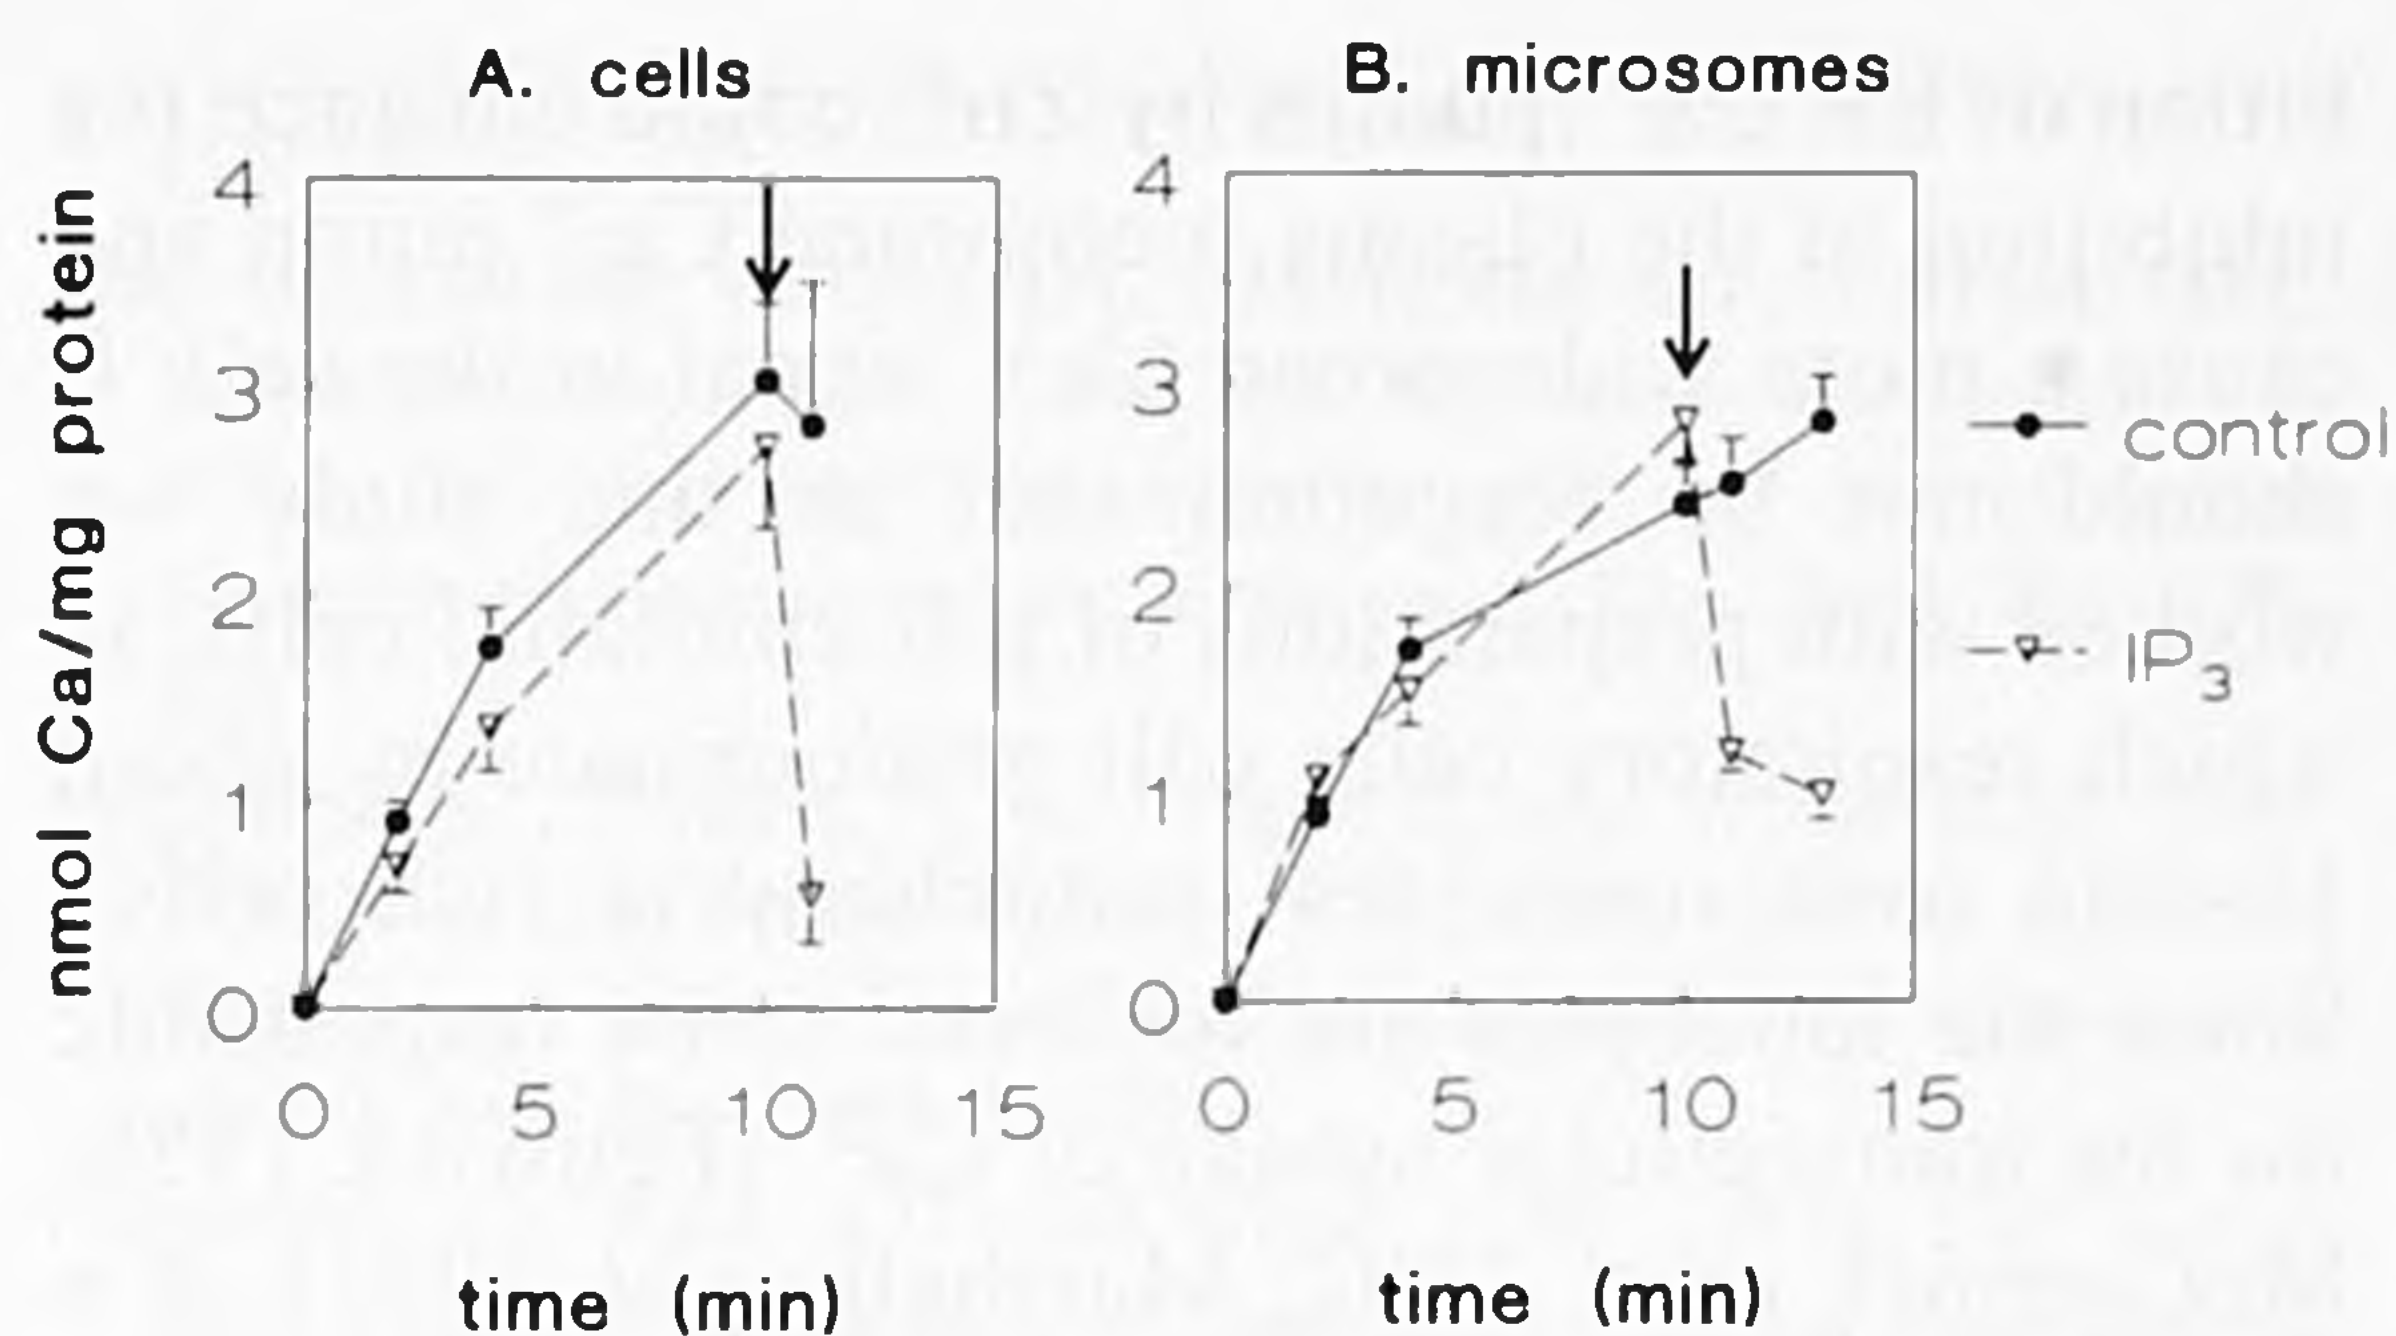 A. cells
B. microsomes
nmol Ca/mg protein
4
3
2
1
0
0 5 10 15
time (min)
4
3
2
1
0
0 5 10 15
time (min)
control
IP3